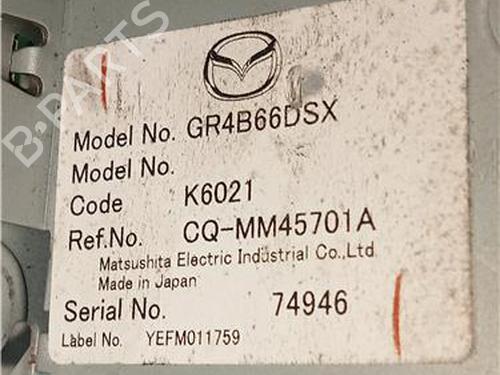 B-PARTS
Model No. GR4B66DSX
Model No.
Code K6021
Ref.No. CQ-MM45701A
Matsushita Electric Industrial Co.,Ltd.
Made in Japan
Serial No. 74946
Label No. YEFM011759